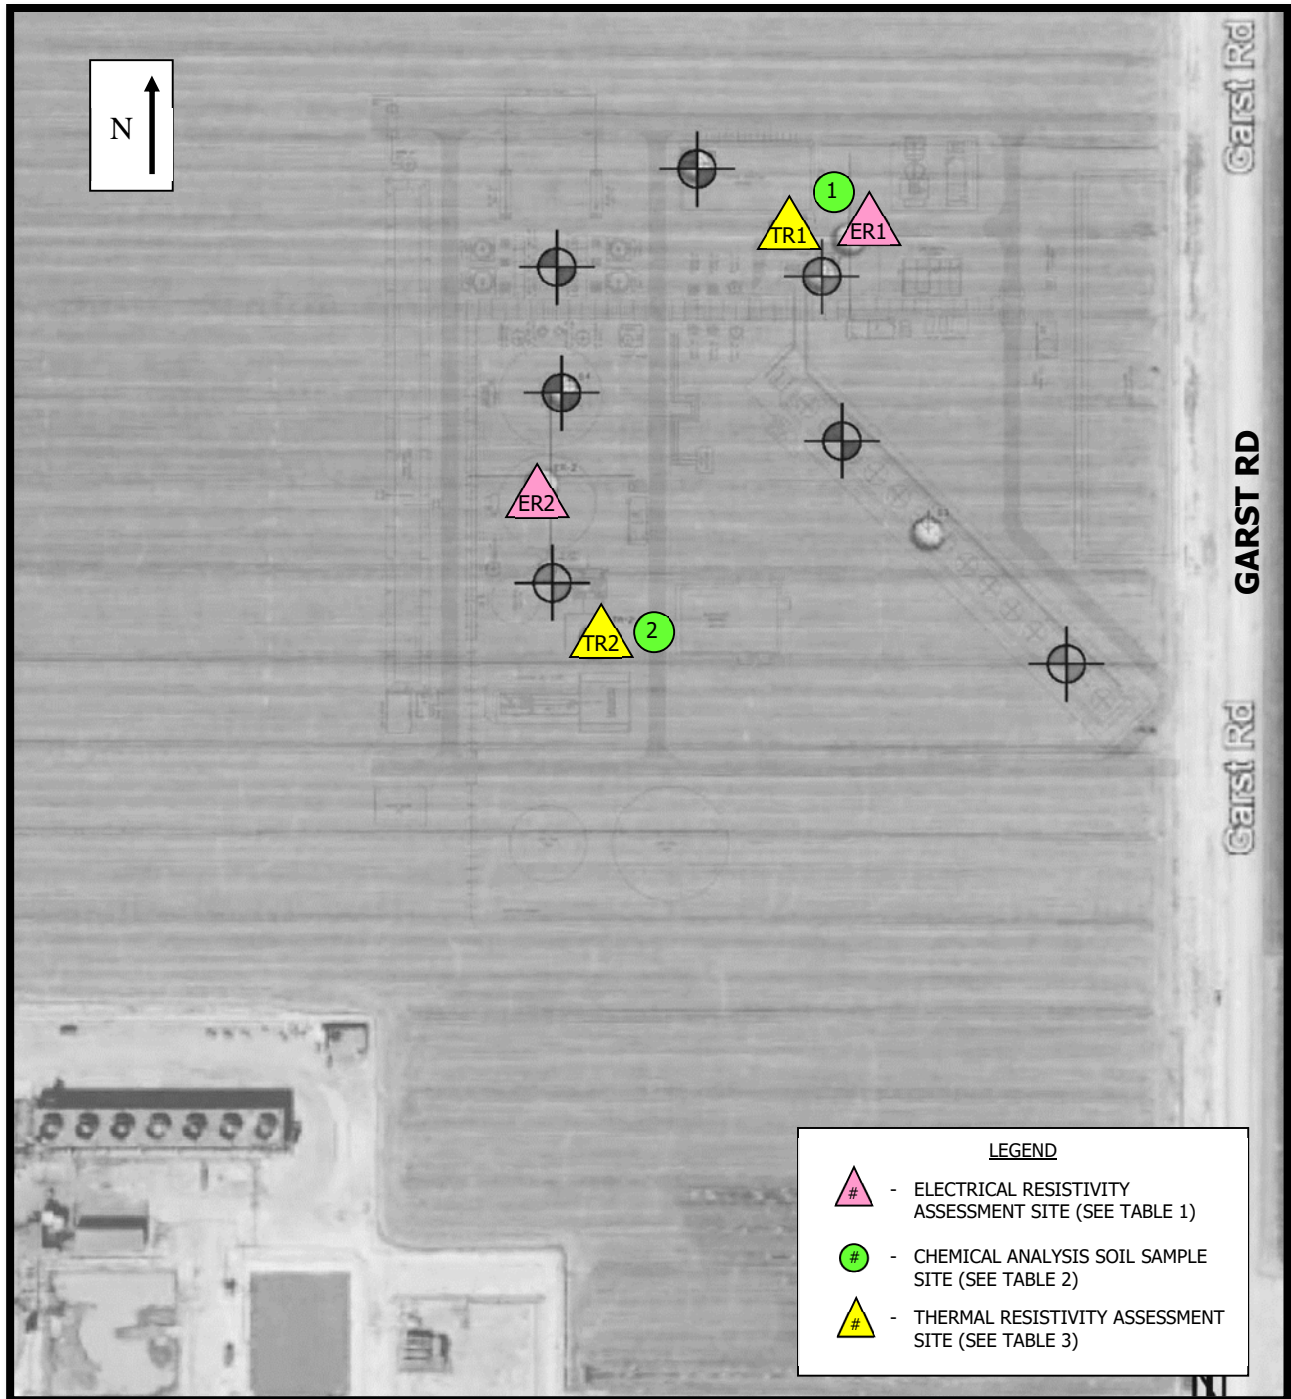 Garst Rd
N
1
TR1
ER1
GARST RD
ER2
TR2
2
Garst Rd
LEGEND
# - ELECTRICAL RESISTIVITY
ASSESSMENT SITE (SEE TABLE 1)
# - CHEMICAL ANALYSIS SOIL SAMPLE
SITE (SEE TABLE 2)
# - THERMAL RESISTIVITY ASSESSMENT
SITE (SEE TABLE 3)